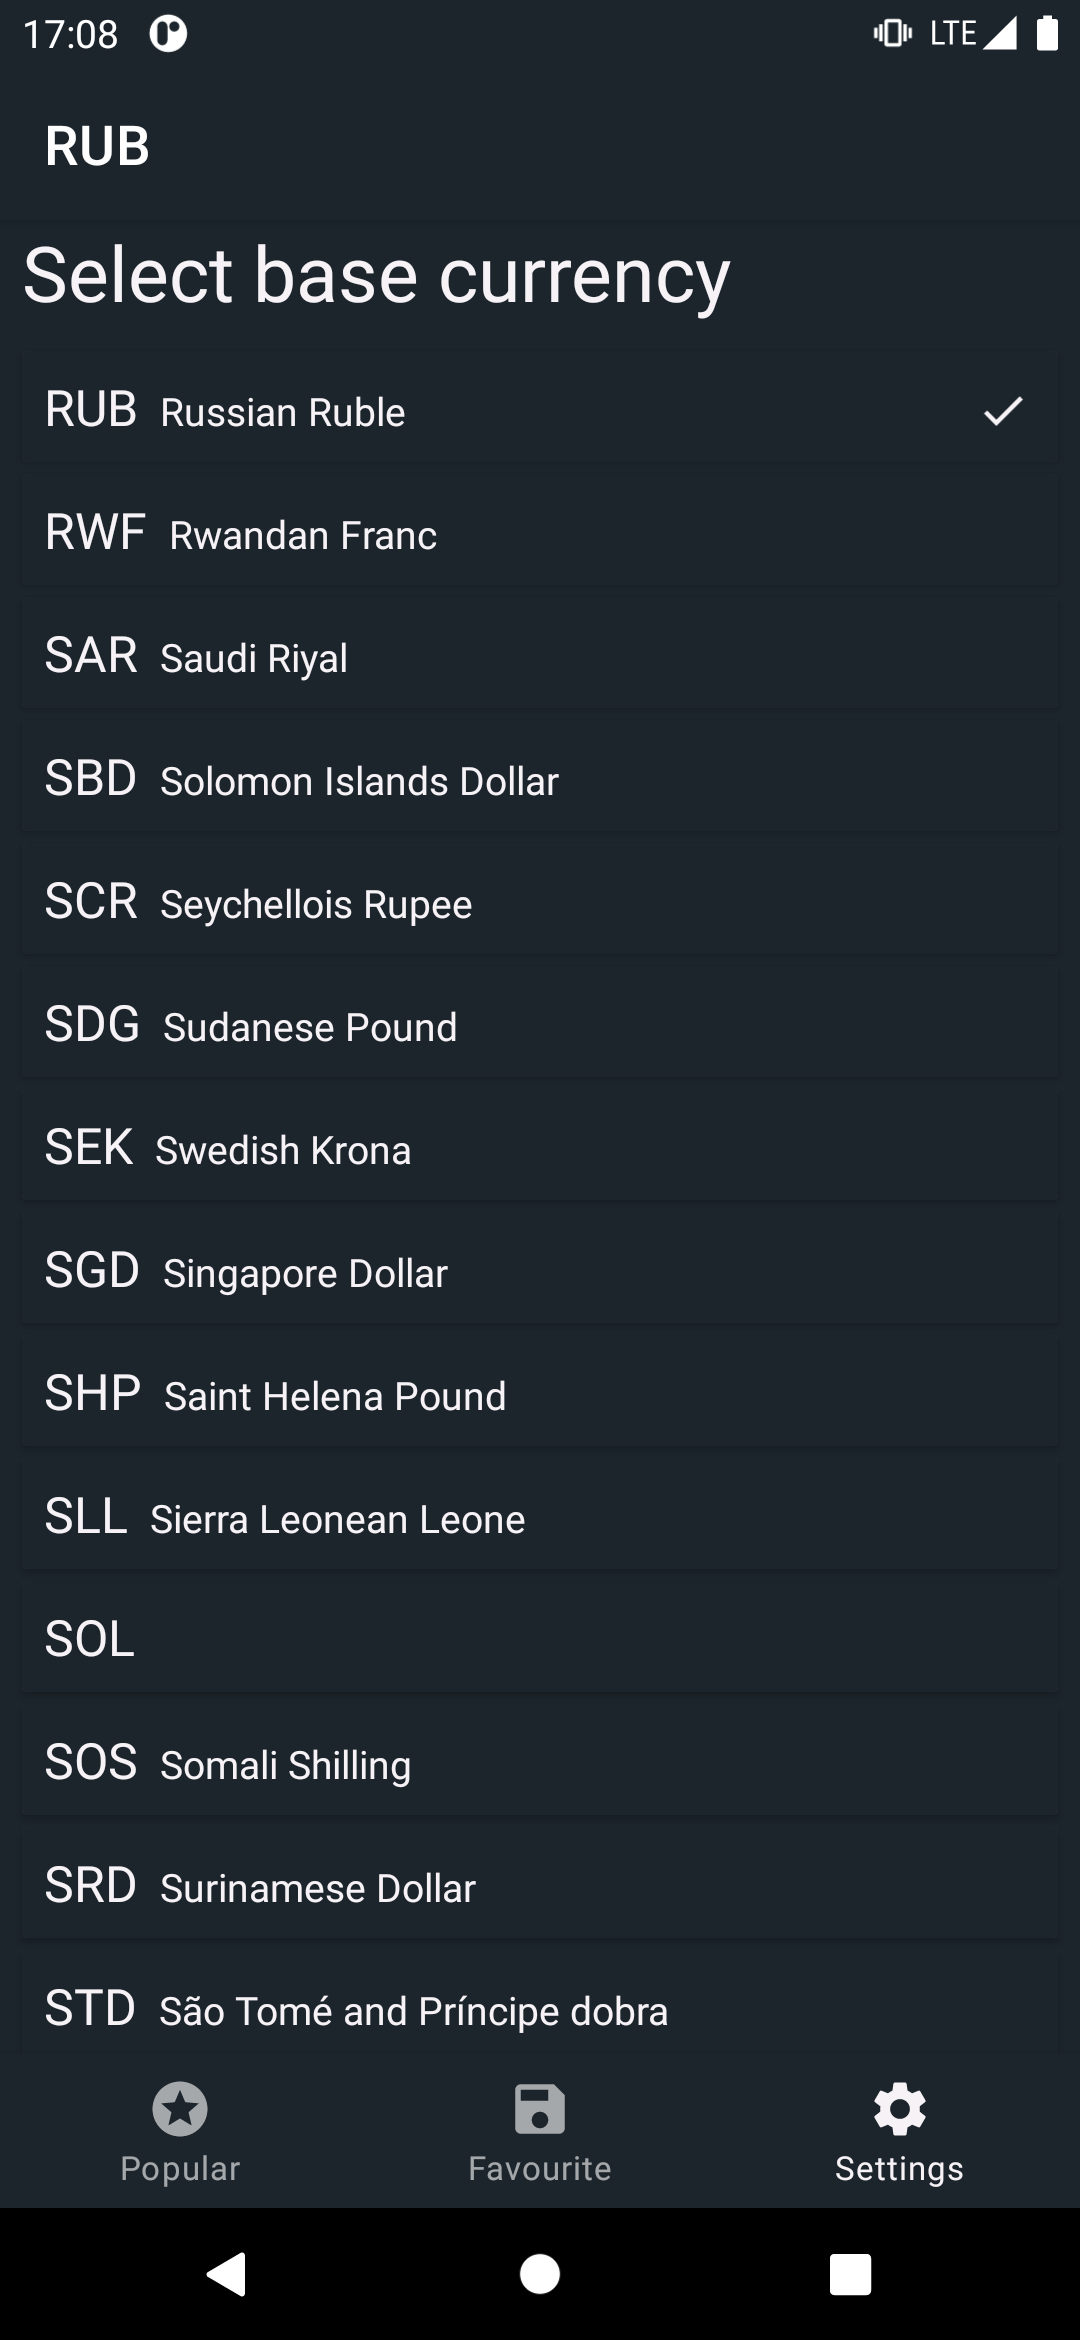 17:08 LTE
RUB
Select base currency
RUB Russian Ruble
RWF Rwandan Franc
SAR Saudi Riyal
SBD Solomon Islands Dollar
SCR Seychellois Rupee
SDG Sudanese Pound
SEK Swedish Krona
SGD Singapore Dollar
SHP Saint Helena Pound
SLL Sierra Leonean Leone
SOL
SOS Somali Shilling
SRD Surinamese Dollar
STD São Tomé and Príncipe dobra
Popular Favourite Settings